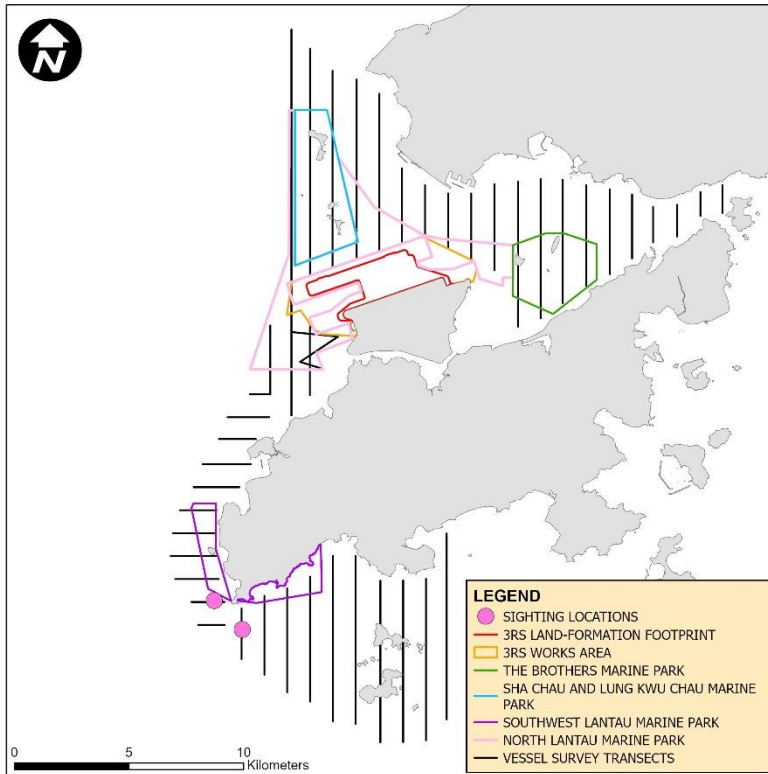 N
LEGEND
SIGHTING LOCATIONS
3RS LAND-FORMATION FOOTPRINT
3RS WORKS AREA
THE BROTHERS MARINE PARK
SHA CHAU AND LUNG KWU CHAU MARINE
PARK
SOUTHWEST LANTAU MARINE PARK
NORTH LANTAU MARINE PARK
VESSEL SURVEY TRANSECTS
0 5 10
Kilometers